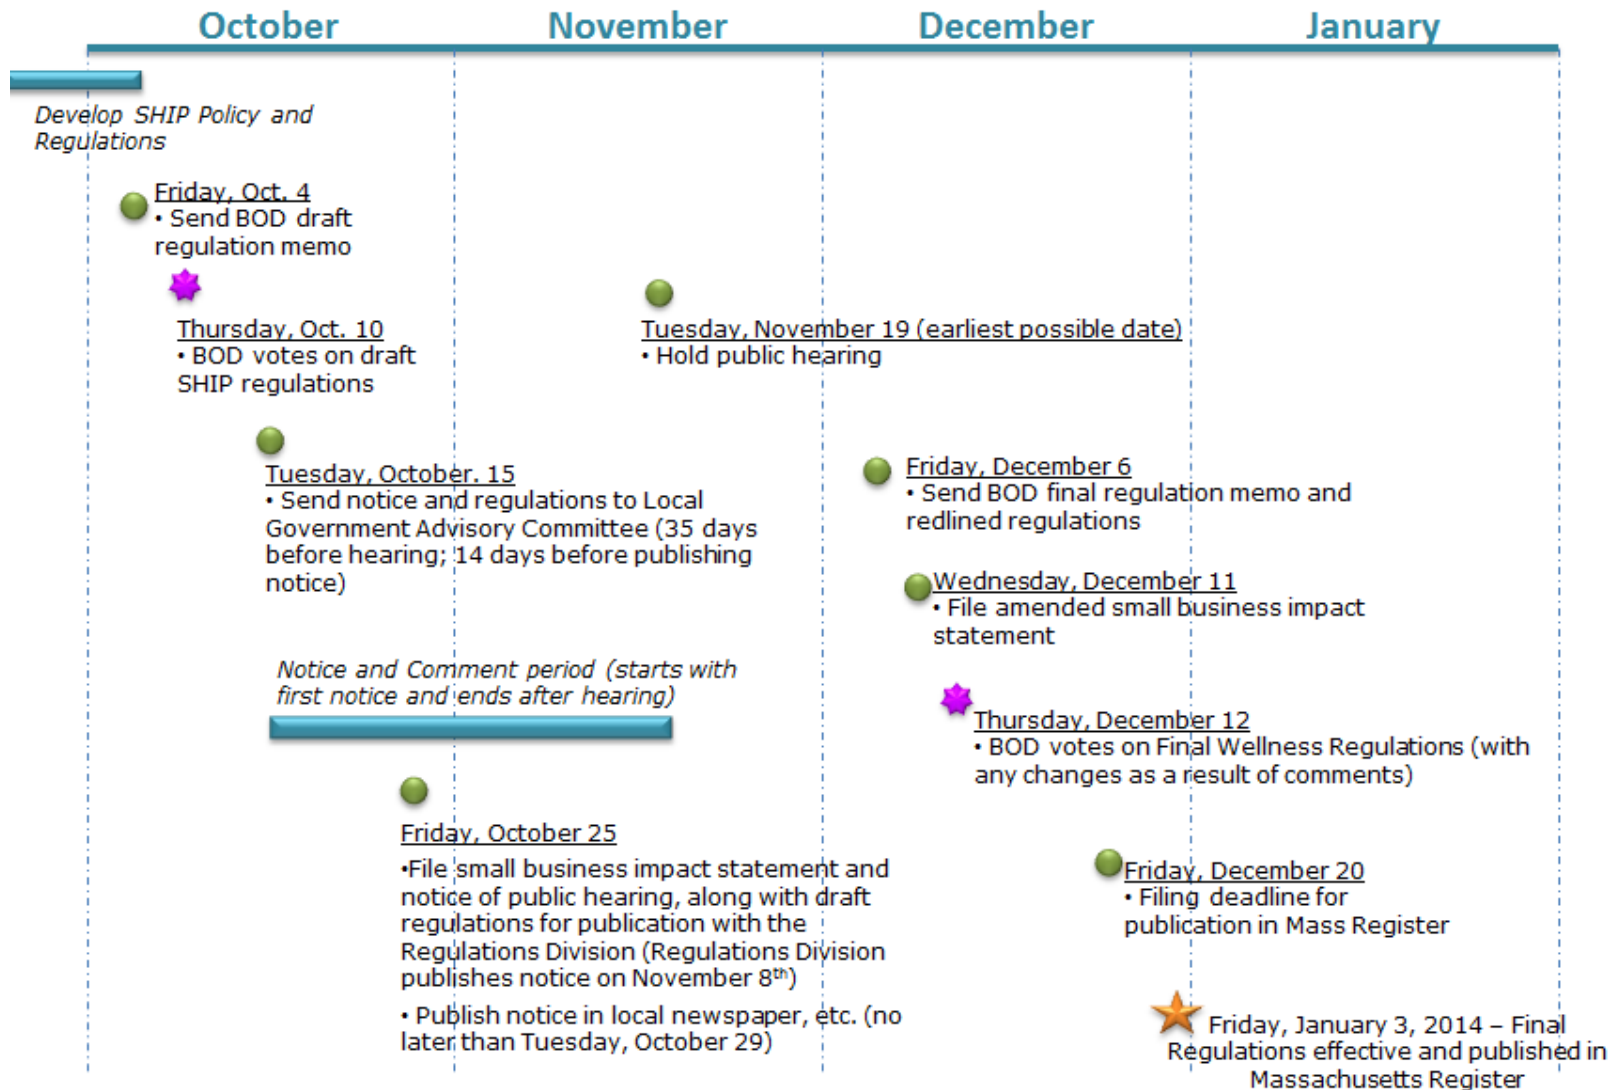 October November December January
Develop SHIP Policy and
Regulations
Friday, Oct. 4
• Send BOD draft
regulation memo
Thursday, Oct. 10
• BOD votes on draft
SHIP regulations
Tuesday, November 19 (earliest possible date)
• Hold public hearing
Tuesday, October. 15
• Send notice and regulations to Local
Government Advisory Committee (35 days
before hearing; 14 days before publishing
notice)
Friday, December 6
• Send BOD final regulation memo and
redlined regulations
Wednesday, December 11
• File amended small business impact
statement
Notice and Comment period (starts with
first notice and ends after hearing)
Thursday, December 12
• BOD votes on Final Wellness Regulations (with
any changes as a result of comments)
Friday, October 25
•File small business impact statement and
notice of public hearing, along with draft
regulations for publication with the
Regulations Division (Regulations Division
publishes notice on November 8th)
• Publish notice in local newspaper, etc. (no
later than Tuesday, October 29)
Friday, December 20
• Filing deadline for
publication in Mass Register
Friday, January 3, 2014 – Final
Regulations effective and published in
Massachusetts Register